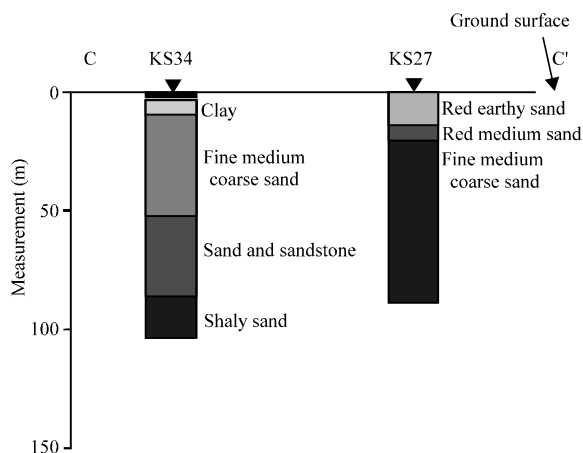 Ground surface
C
KS34
KS27
C'
0
Clay
Red earthy sand
Red medium sand
Fine medium
coarse sand
Fine medium
coarse sand
50
Sand and sandstone
Shaly sand
100
150
Measurement (m)